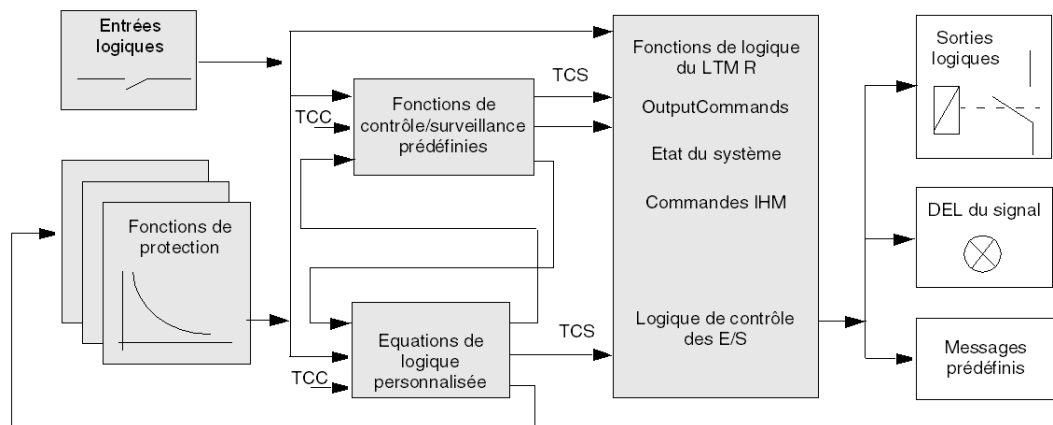 Entrées
logiques
Fonctions de
protection
TCC
Fonctions de
contrôle/surveillance
prédéfinies
TCS
TCC
Equations de
logique
personnalisée
TCS
Fonctions de logique
du LTM R
OutputCommands
Etat du système
Commandes IHM
Logique de contrôle
des E/S
Sorties
logiques
DEL du signal
Messages
prédéfinis